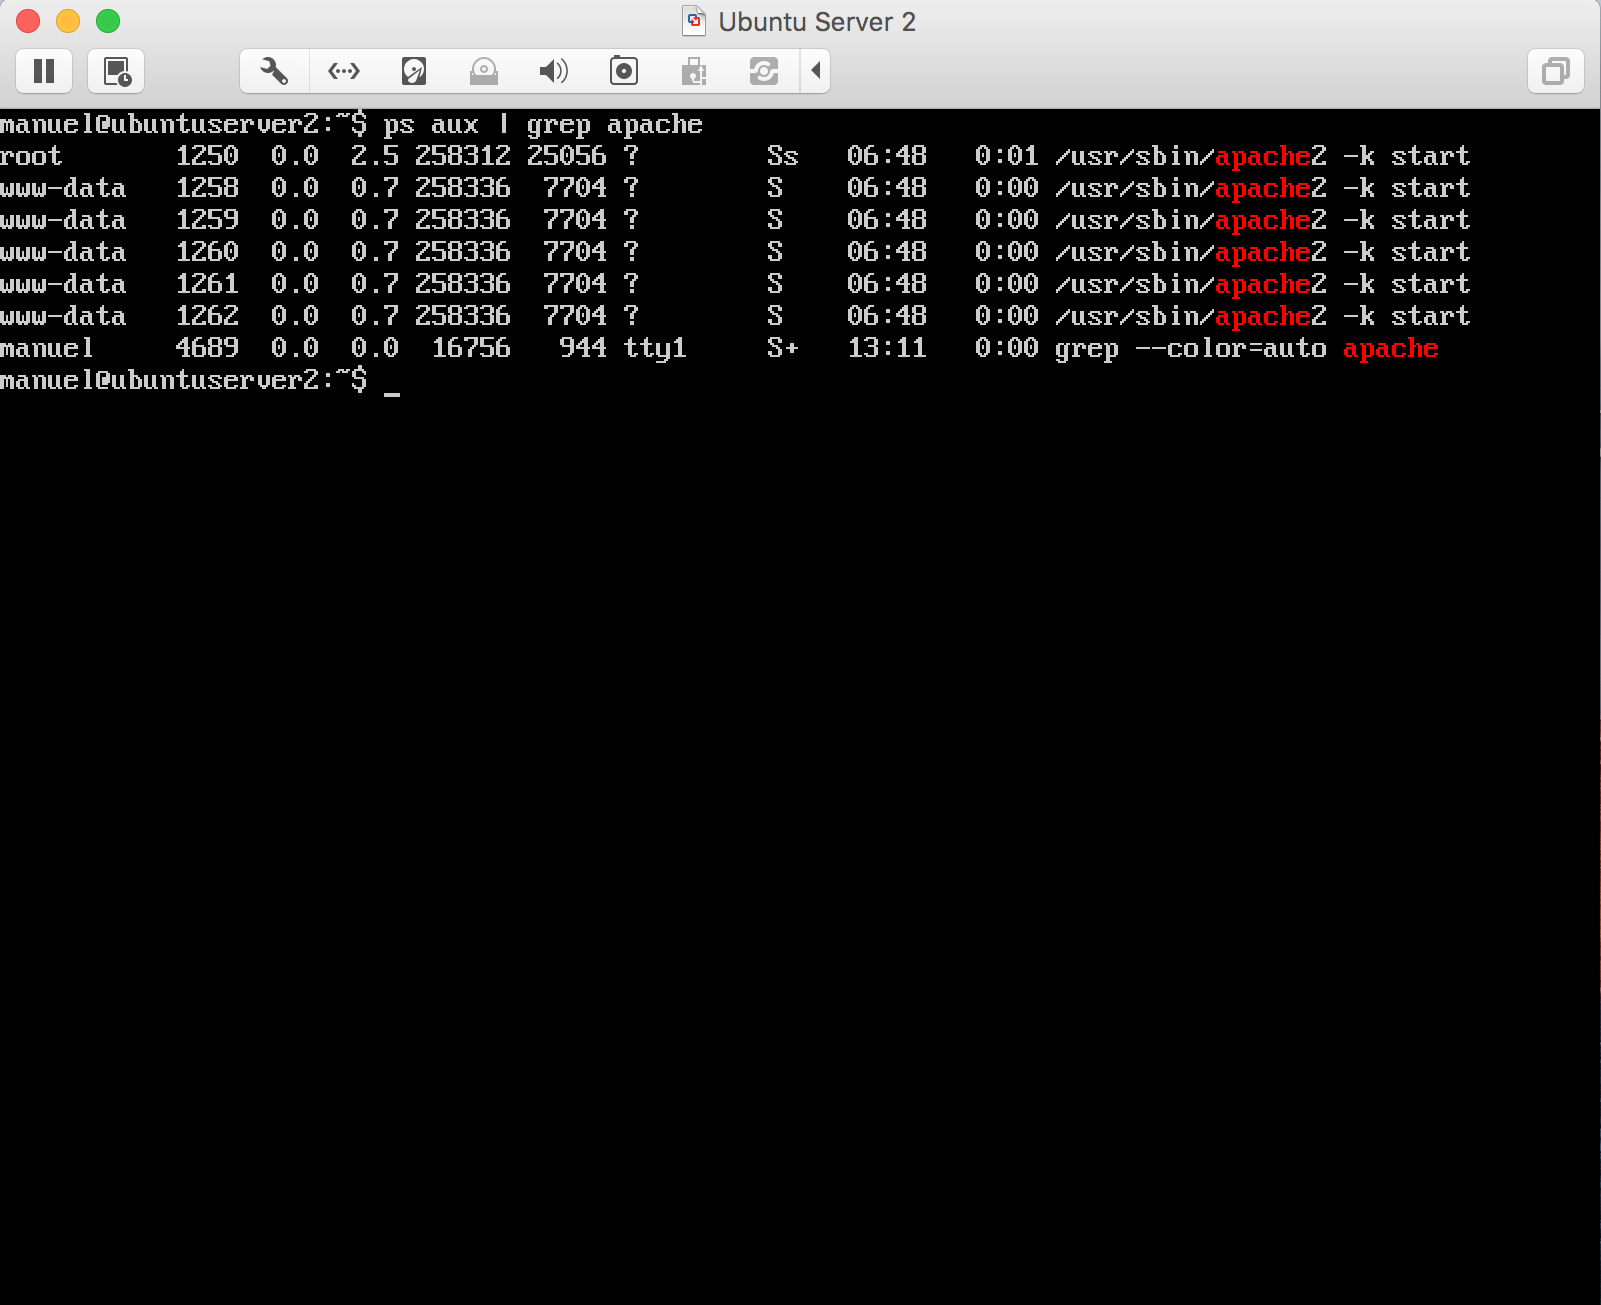 Ubuntu Server 2
manuel@ubuntuserver2:~$ ps aux | grep apache
root       1250  0.0  2.5 258312 25056 ?        Ss   06:48   0:01 /usr/sbin/apache2 -k start
www-data   1258  0.0  0.7 258336  7704 ?        S    06:48   0:00 /usr/sbin/apache2 -k start
www-data   1259  0.0  0.7 258336  7704 ?        S    06:48   0:00 /usr/sbin/apache2 -k start
www-data   1260  0.0  0.7 258336  7704 ?        S    06:48   0:00 /usr/sbin/apache2 -k start
www-data   1261  0.0  0.7 258336  7704 ?        S    06:48   0:00 /usr/sbin/apache2 -k start
www-data   1262  0.0  0.7 258336  7704 ?        S    06:48   0:00 /usr/sbin/apache2 -k start
manuel     4689  0.0  0.0  16756   944 tty1     S+   13:11   0:00 grep --color=auto apache
manuel@ubuntuserver2:~$ _